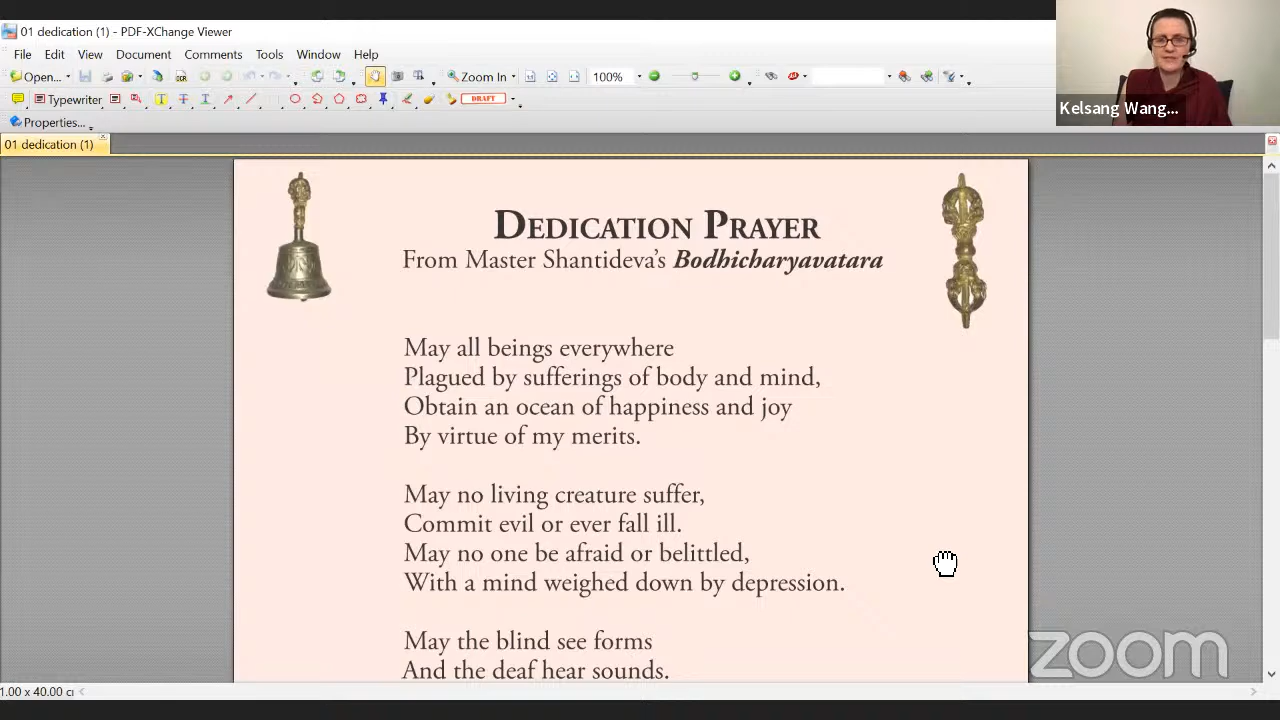 01 dedication (1) - PDF-XChange Viewer
File Edit View Document Comments Tools Window Help
Open... Zoom In 100%
Typewriter DRAFT
Properties...
Kelsang Wang...
01 dedication (1)
DEDICATION PRAYER
From Master Shantideva’s Bodhicharyavatara
May all beings everywhere
Plagued by sufferings of body and mind,
Obtain an ocean of happiness and joy
By virtue of my merits.
May no living creature suffer,
Commit evil or ever fall ill.
May no one be afraid or belittled,
With a mind weighed down by depression.
May the blind see forms
And the deaf hear sounds.
zoom
1.00 x 40.00 cı